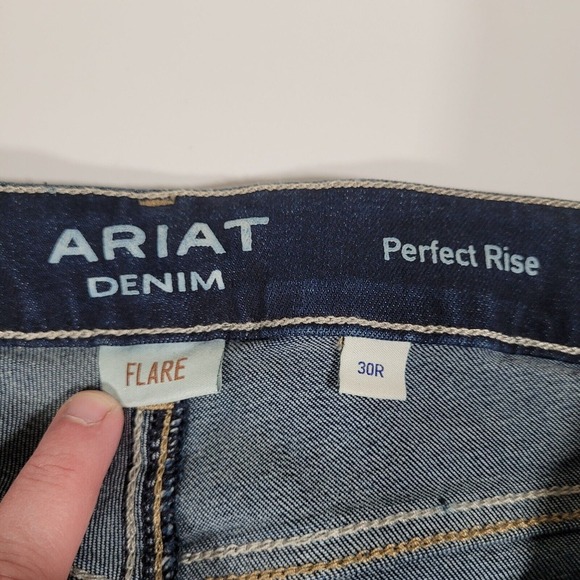 ARIAT
DENIM
Perfect Rise
FLARE
30R